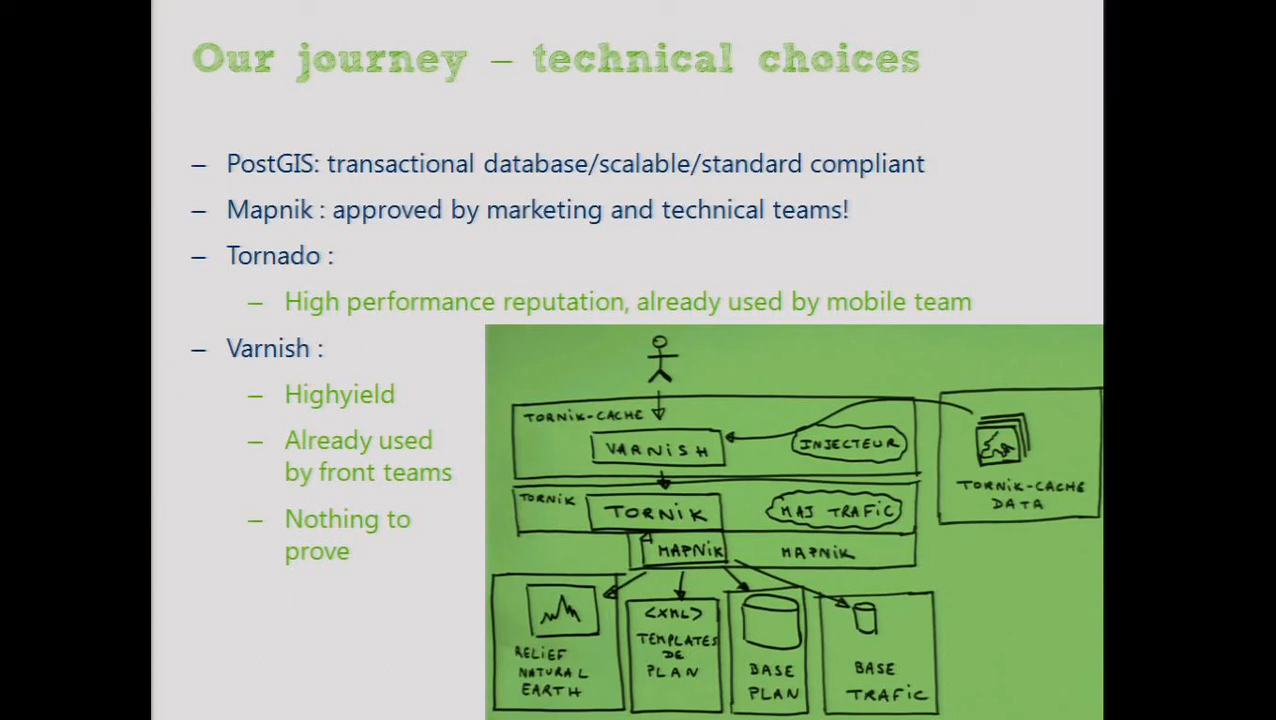 Our journey – technical choices
– PostGIS: transactional database/scalable/standard compliant
– Mapnik : approved by marketing and technical teams!
– Tornado :
– High performance reputation, already used by mobile team
– Varnish :
– Highyield
– Already used
by front teams
– Nothing to
prove
TORNIK-CACHE
VARNISH
INJECTEUR
TORNIK-CACHE
DATA
TORNIK
TORNIK
MAJ TRAFIC
MAPNIK
MAPNIK
RELIEF
NATURAL
EARTH
<XML>
TEMPLATES
DE
PLAN
BASE
PLAN
BASE
TRAFIC